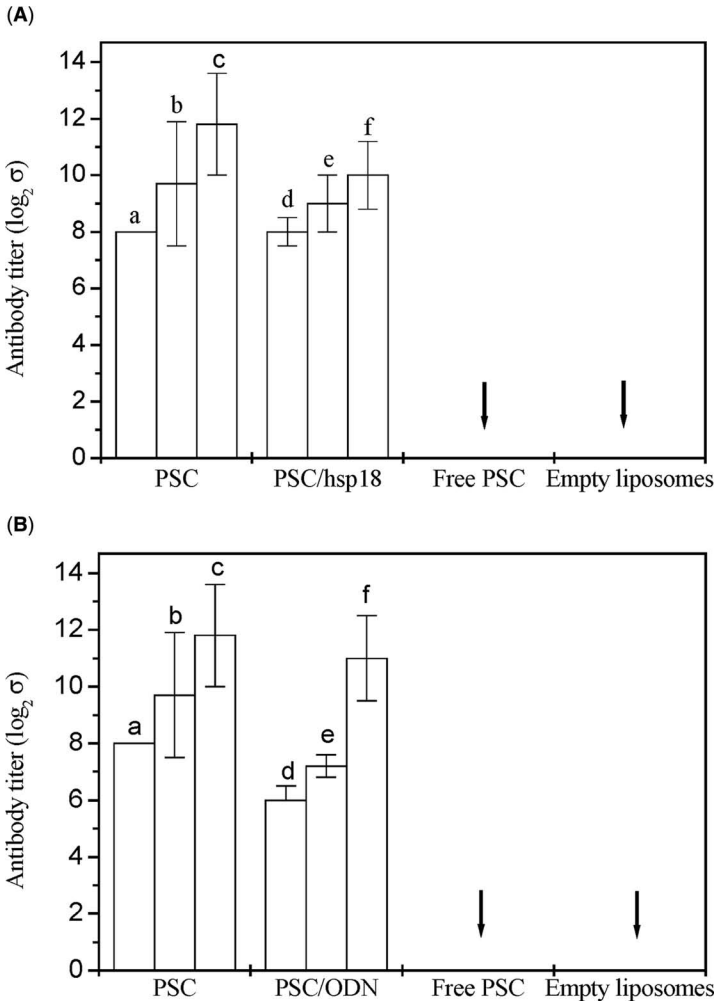 (A)
Antibody titer (log2 σ)
14
12
10
8
6
4
2
0
a
b
c
d
e
f
PSC
PSC/hsp18
Free PSC
Empty liposomes
(B)
Antibody titer (log2 σ)
14
12
10
8
6
4
2
0
a
b
c
d
e
f
PSC
PSC/ODN
Free PSC
Empty liposomes